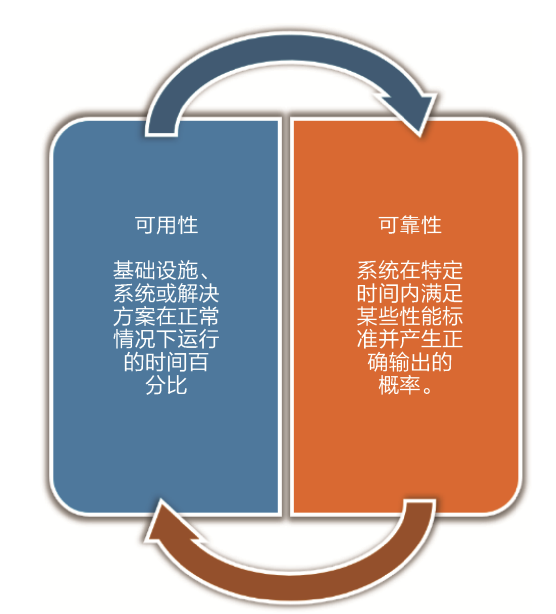 可用性
基础设施、
系统或解决
方案在正常
情况下运行
的时间百
分比
可靠性
系统在特定
时间内满足
某些性能标
准并产生正
确输出的
概率。